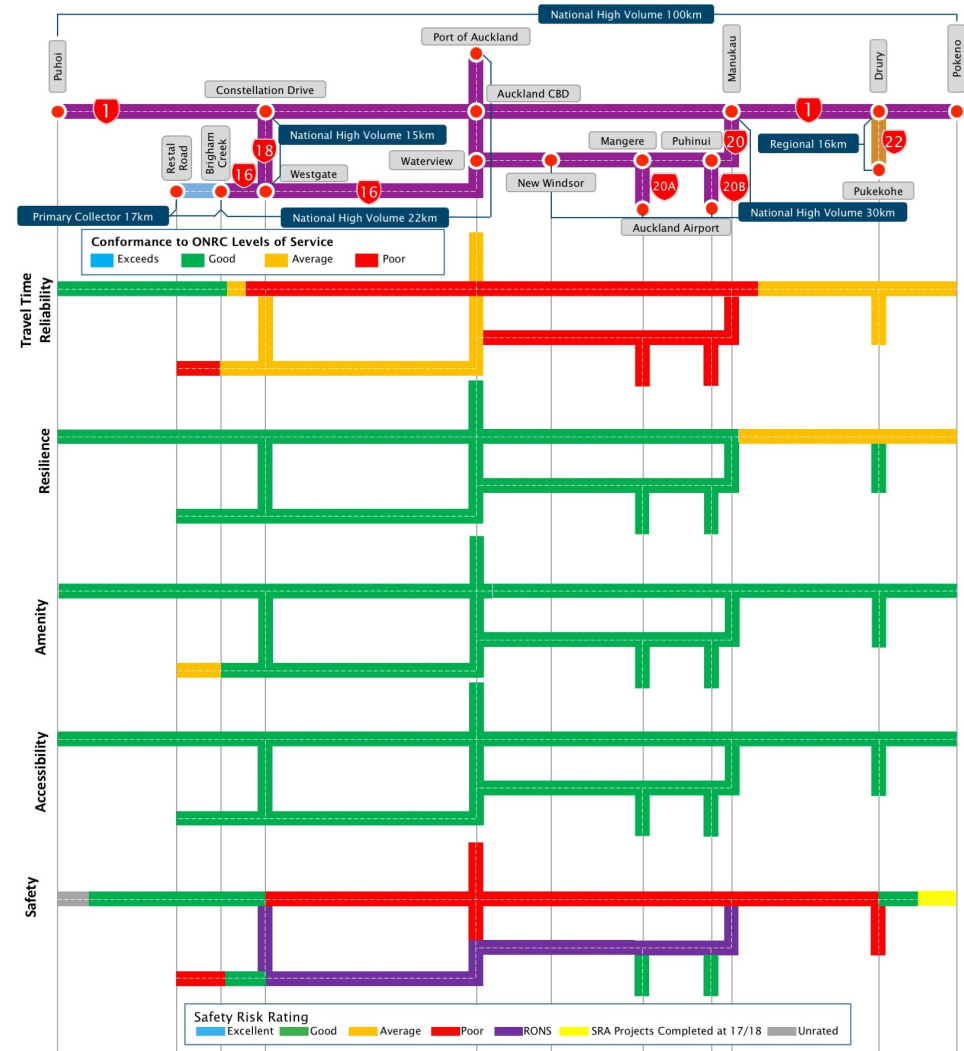 National High Volume 100km
Puhoi
Port of Auckland
Manukau
Drury
Pokeno
Constellation Drive
Auckland CBD
1
1
National High Volume 15km
Restal
Road
Brigham
Creek
18
Waterview
Mangere
Puhinui
20
Regional 16km
22
16
Westgate
16
New Windsor
20A
20B
Pukekohe
Primary Collector 17km
National High Volume 22km
National High Volume 30km
Auckland Airport
Conformance to ONRC Levels of Service
Exceeds
Good
Average
Poor
Travel Time
Reliability
Resilience
Amenity
Accessibility
Safety
Safety Risk Rating
Excellent
Good
Average
Poor
RONS
SRA Projects Completed at 17/18
Unrated